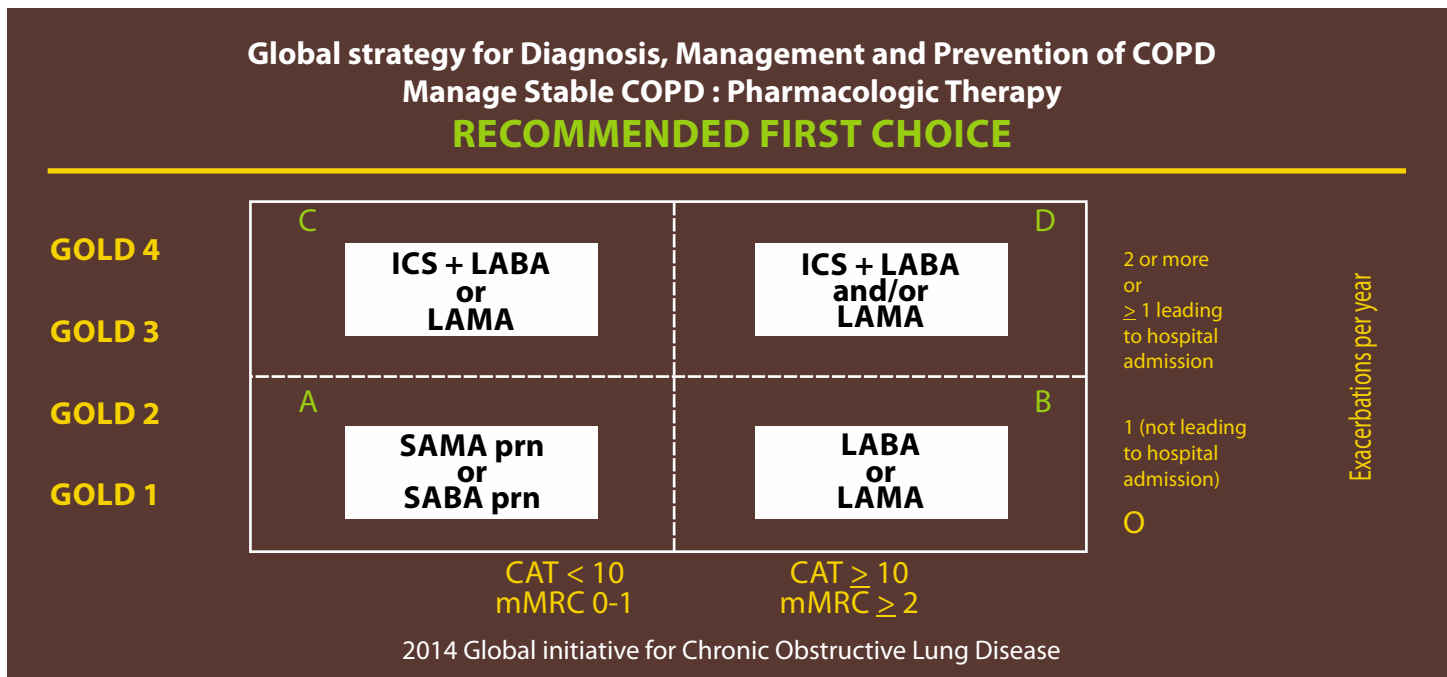 Global strategy for Diagnosis, Management and Prevention of COPD
Manage Stable COPD : Pharmacologic Therapy
RECOMMENDED FIRST CHOICE
GOLD 4
GOLD 3
GOLD 2
GOLD 1
C
ICS + LABA
or
LAMA
D
ICS + LABA
and/or
LAMA
A
SAMA prn
or
SABA prn
B
LABA
or
LAMA
2 or more
or
≥ 1 leading
to hospital
admission
1 (not leading
to hospital
admission)
O
Exacerbations per year
CAT < 10
mMRC 0-1
CAT ≥ 10
mMRC ≥ 2
2014 Global initiative for Chronic Obstructive Lung Disease